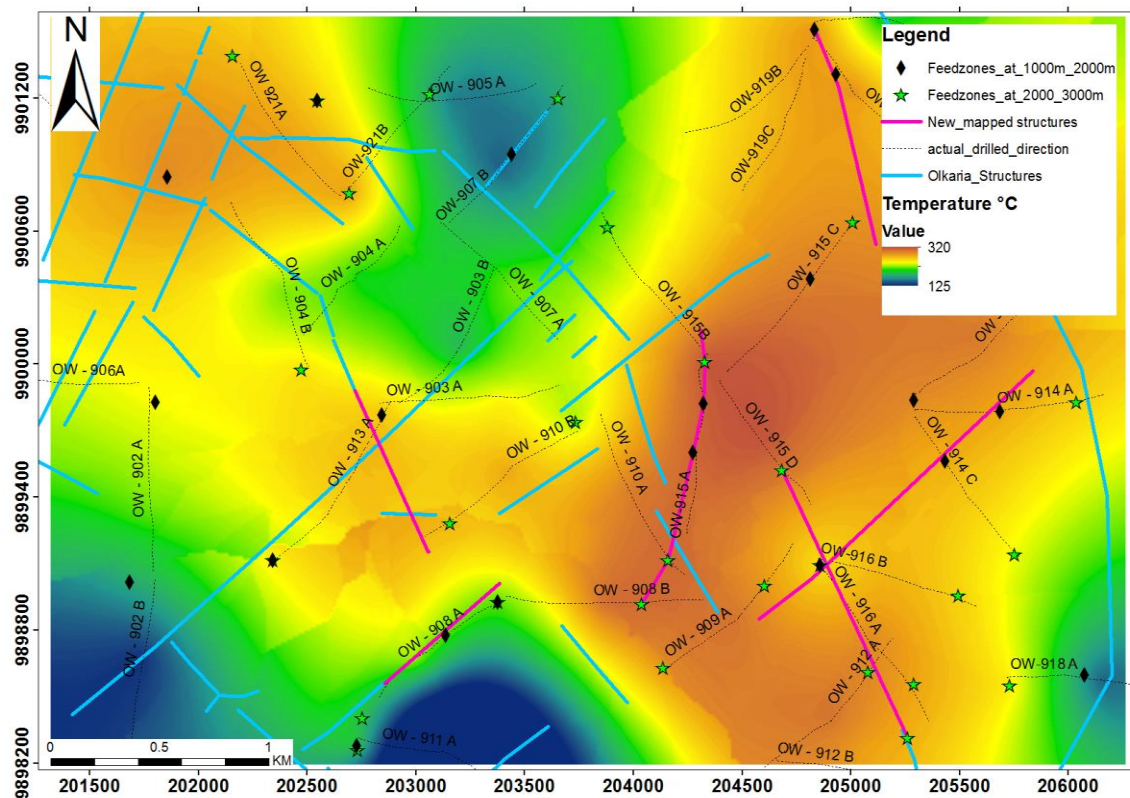 N
Legend
Feedzones_at_1000m_2000m
Feedzones_at_2000_3000m
New_mapped structures
actual_drilled_direction
Olkaria_Structures
Temperature °C
Value
320
125
OW - 905 A
OW 921A
OW-921B
OW-919B
OW-919C
OW-907 B
OW - 904 A
OW - 903 B
OW - 915 C
OW - 904 B
OW - 907 A
OW - 915B
OW - 906A
OW - 903 A
OW - 914 A
OW - 913 A
OW - 910 B
OW - 910 A
OW - 915 D
OW - 914 C
OW - 902 A
OW-915 A
OW-916 B
OW - 908 B
OW - 916 A
OW - 902 B
OW - 908 A
OW - 909 A
OW - 912 A
OW-918 A
OW - 911 A
OW - 912 B
0 0.5 1
KM
9901200
9900600
9900000
9899400
9898800
9898200
201500 202000 202500 203000 203500 204000 204500 205000 205500 206000